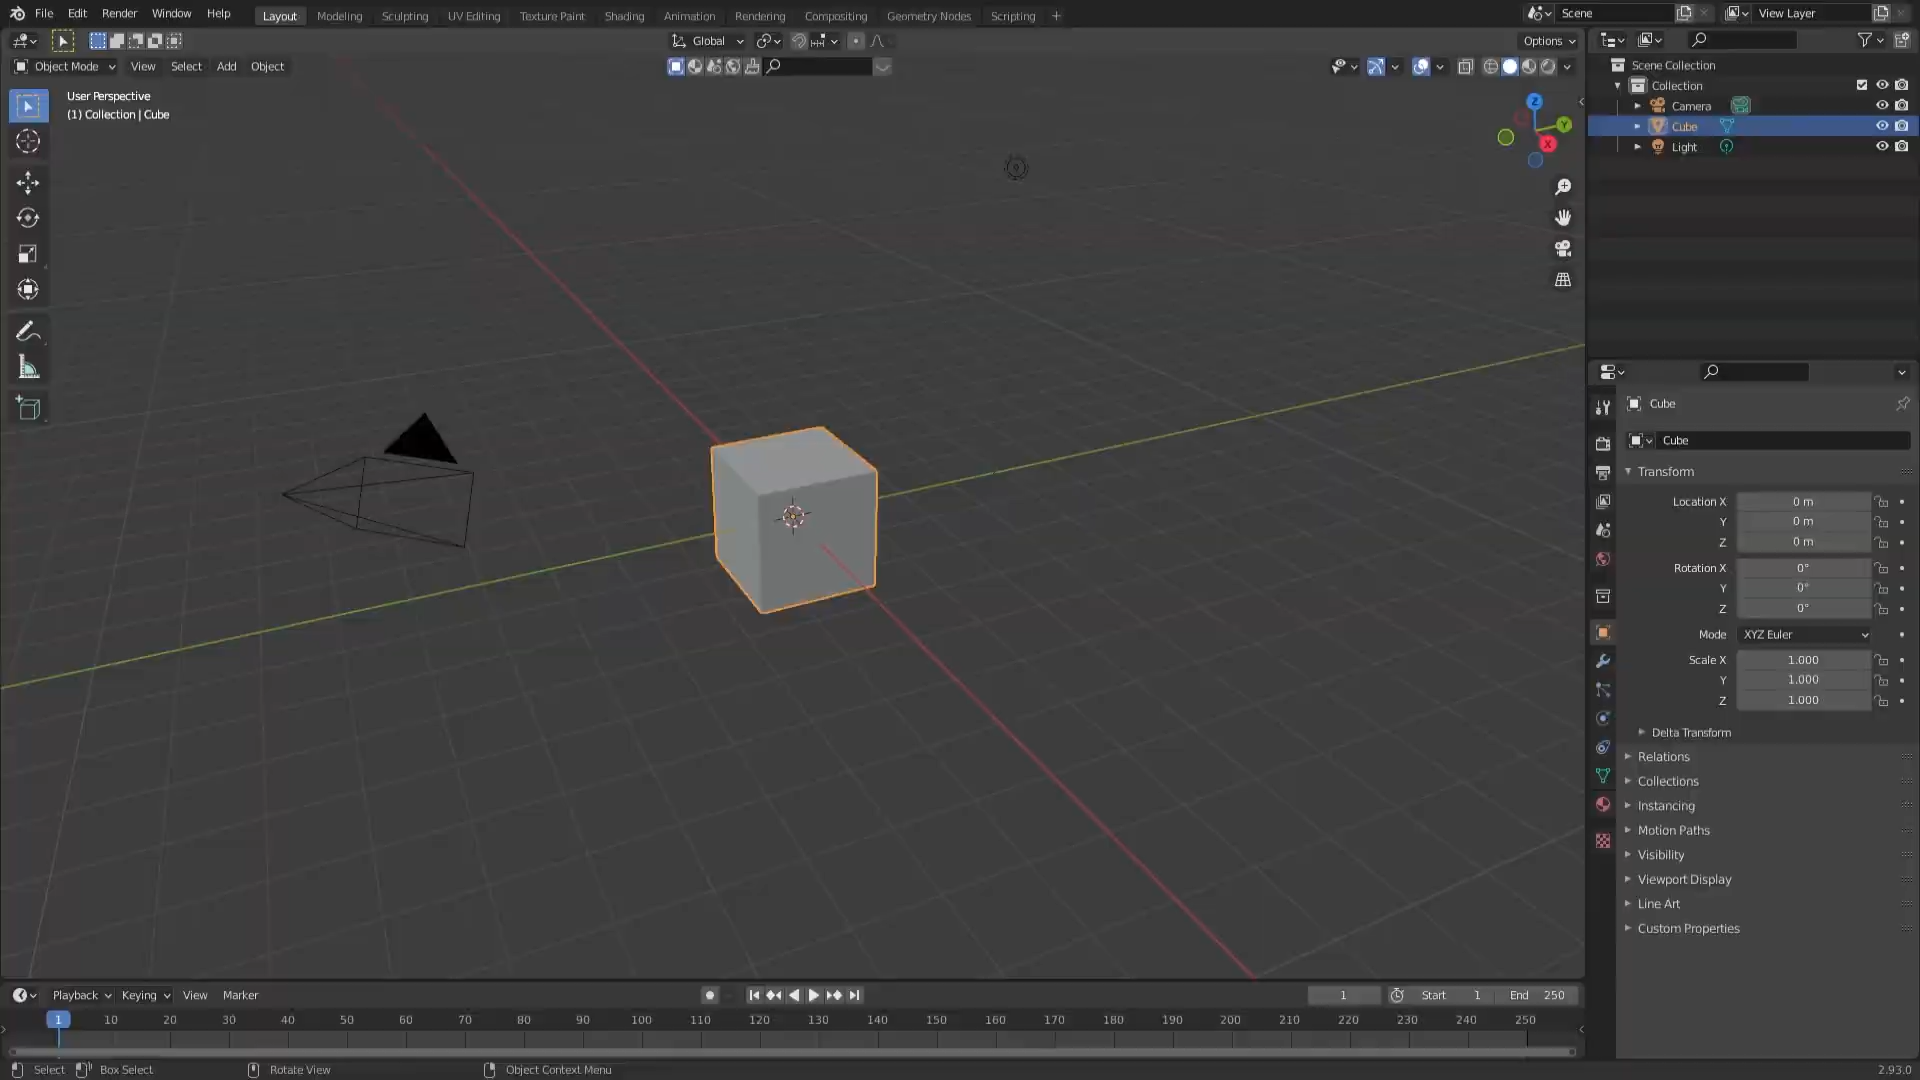 File Edit Render Window Help Layout Modeling Sculpting UV Editing Texture Paint Shading Animation Rendering Compositing Geometry Nodes Scripting + Scene View Layer
Global Options
Object Mode View Select Add Object
User Perspective
(1) Collection | Cube
Z
Y
X
Scene Collection
Collection
Camera
Cube
Light
Cube
Cube
Transform
Location X 0 m
Y 0 m
Z 0 m
Rotation X 0°
Y 0°
Z 0°
Mode XYZ Euler
Scale X 1.000
Y 1.000
Z 1.000
Delta Transform
Relations
Collections
Instancing
Motion Paths
Visibility
Viewport Display
Line Art
Custom Properties
Playback Keying View Marker 1 Start 1 End 250
1 10 20 30 40 50 60 70 80 90 100 110 120 130 140 150 160 170 180 190 200 210 220 230 240 250
Select Box Select Rotate View Object Context Menu 2.93.0